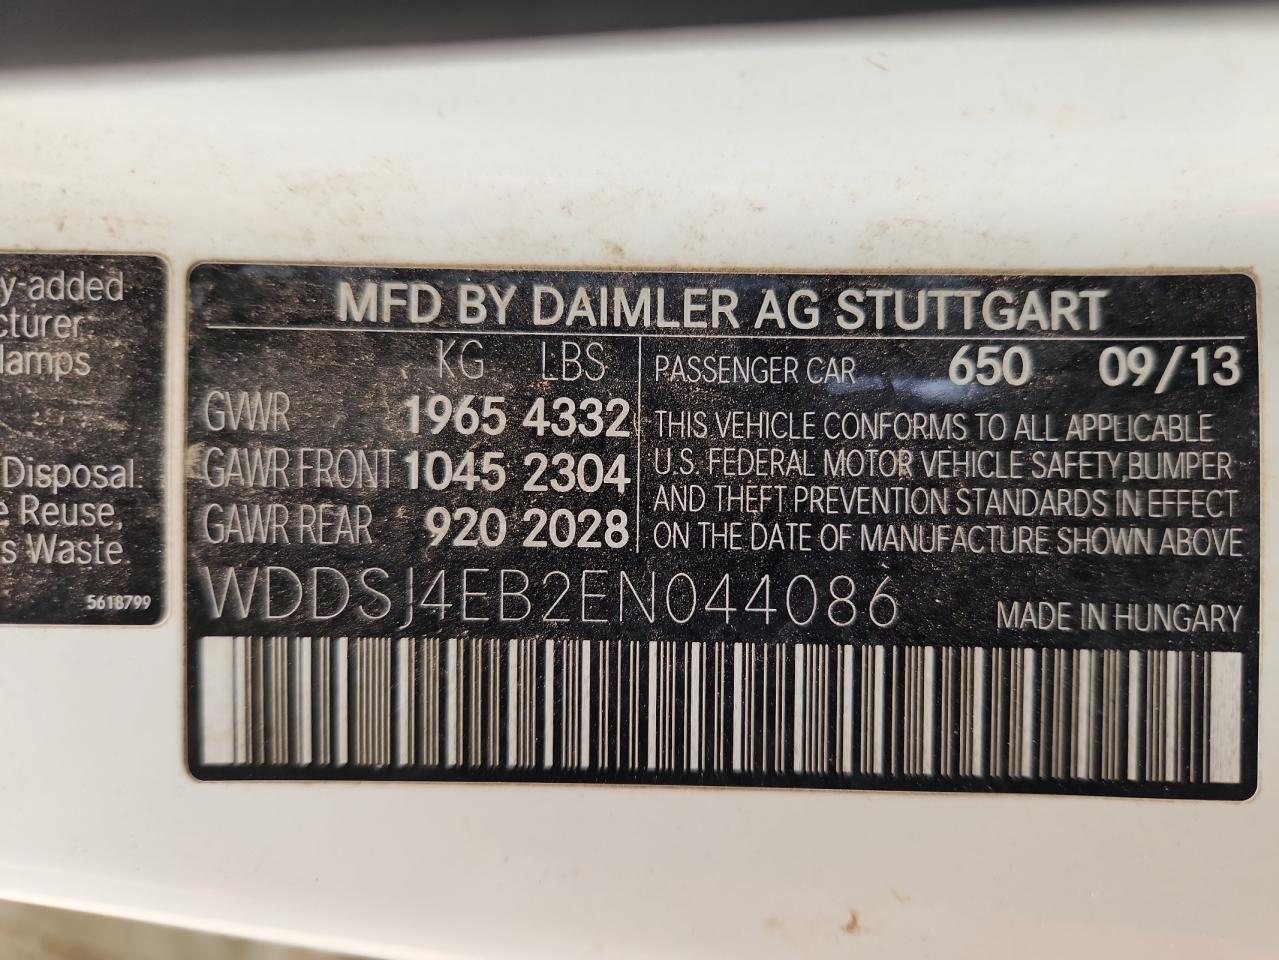 y-added
cturer
lamps
Disposal.
e Reuse,
s Waste.
5618799
MFD BY DAIMLER AG STUTTGART
KG LBS
GVWR 1965 4332
GAWR FRONT 1045 2304
GAWR REAR 920 2028
PASSENGER CAR 650 09/13
THIS VEHICLE CONFORMS TO ALL APPLICABLE
U.S. FEDERAL MOTOR VEHICLE SAFETY,BUMPER
AND THEFT PREVENTION STANDARDS IN EFFECT
ON THE DATE OF MANUFACTURE SHOWN ABOVE
WDDSJ4EB2EN044086
MADE IN HUNGARY